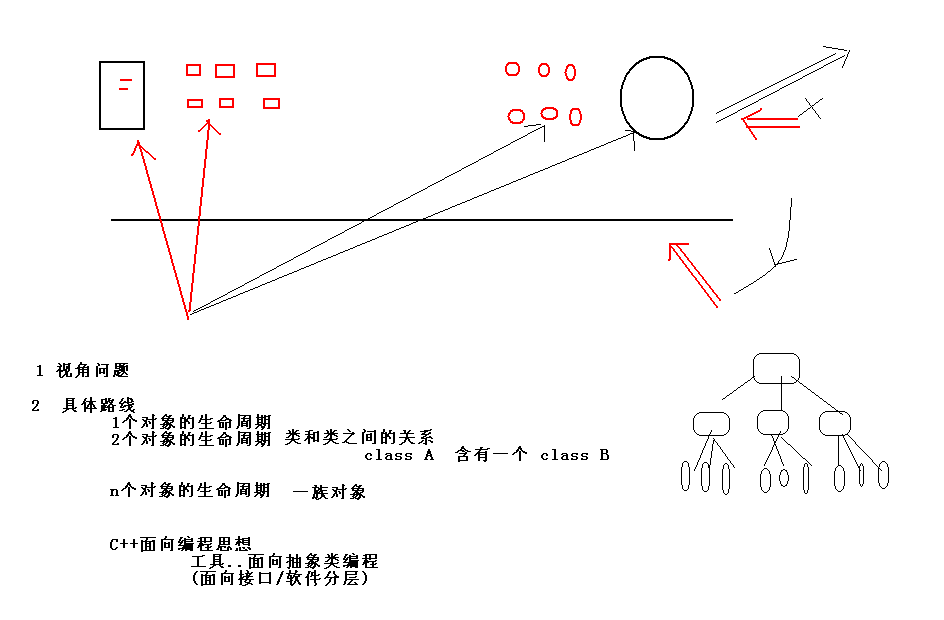 1 视角问题
2 具体路线
1个对象的生命周期
2个对象的生命周期 类和类之间的关系
class A 含有一个 class B
n个对象的生命周期 一族对象
C++面向编程思想
工具..面向抽象类编程
(面向接口/软件分层)